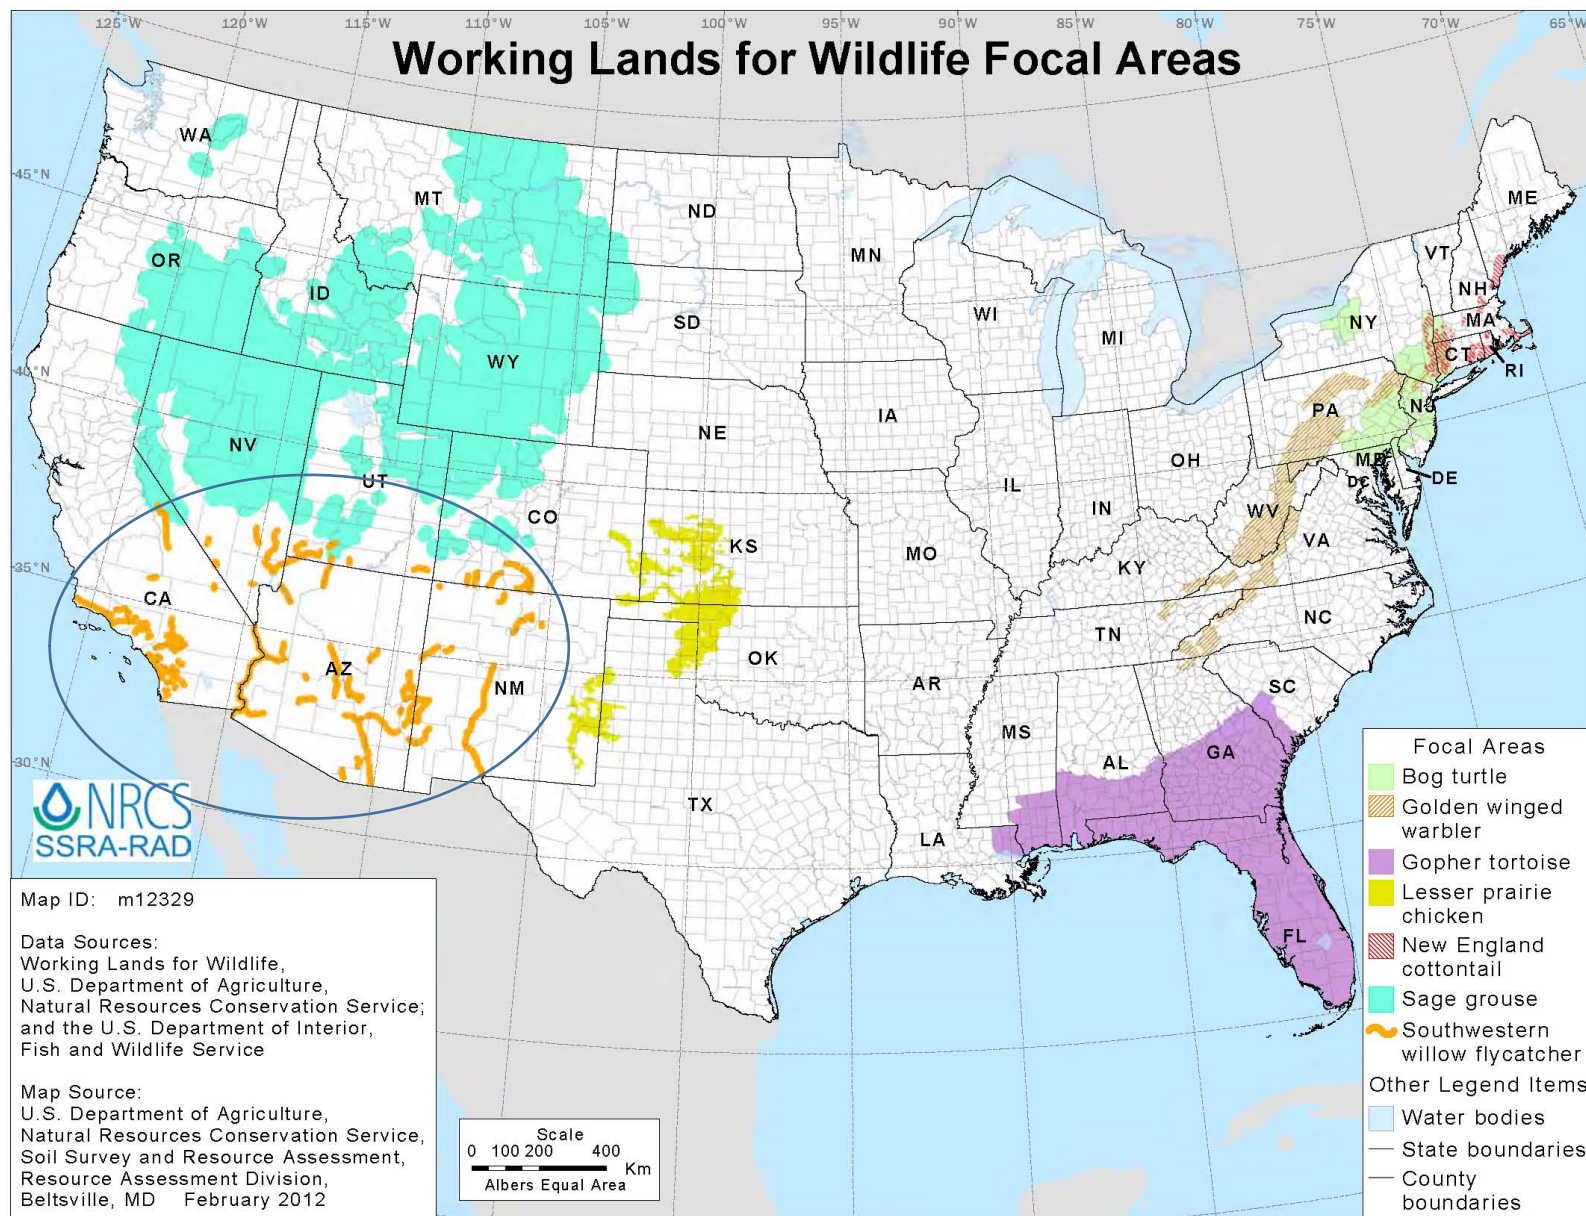 125°W 120°W 115°W 110°W 105°W 100°W 95°W 90°W 85°W 80°W 75°W 70°W 65°W
Working Lands for Wildlife Focal Areas
45°N
40°N
35°N
30°N
WA
MT
ND
MN
ME
OR
ID
SD
WI
MI
VT
NH
NY
MA
CT
RI
WY
NV
UT
CO
NE
IA
PA
NJ
OH
IL
IN
MD
DE
DC
WV
VA
KS
MO
KY
CA
AZ
NM
OK
AR
TN
NC
SC
MS
AL
GA
TX
LA
FL
NRCS
SSRA-RAD
Map ID: m12329
Data Sources:
Working Lands for Wildlife,
U.S. Department of Agriculture,
Natural Resources Conservation Service;
and the U.S. Department of Interior,
Fish and Wildlife Service
Map Source:
U.S. Department of Agriculture,
Natural Resources Conservation Service,
Soil Survey and Resource Assessment,
Resource Assessment Division,
Beltsville, MD February 2012
Scale
0 100 200 400
Km
Albers Equal Area
Focal Areas
Bog turtle
Golden winged
warbler
Gopher tortoise
Lesser prairie
chicken
New England
cottontail
Sage grouse
Southwestern
willow flycatcher
Other Legend Items
Water bodies
State boundaries
County
boundaries